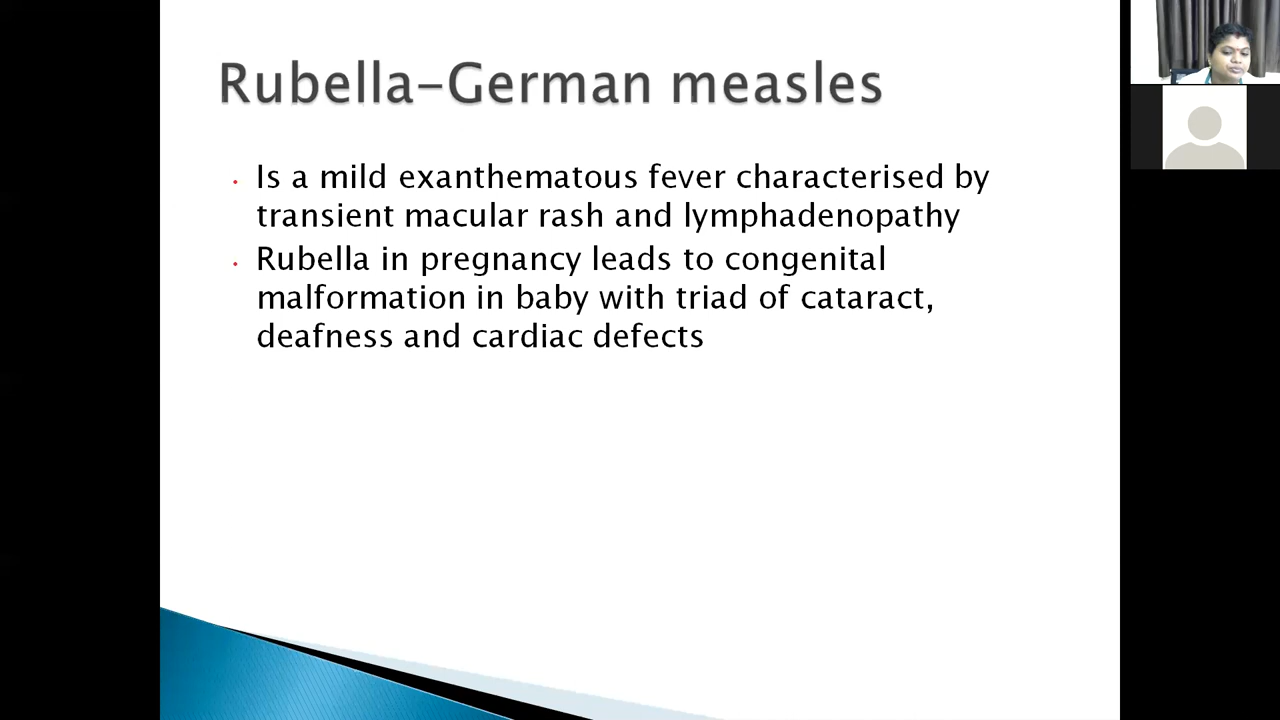 Rubella-German measles
• Is a mild exanthematous fever characterised by
transient macular rash and lymphadenopathy
• Rubella in pregnancy leads to congenital
malformation in baby with triad of cataract,
deafness and cardiac defects